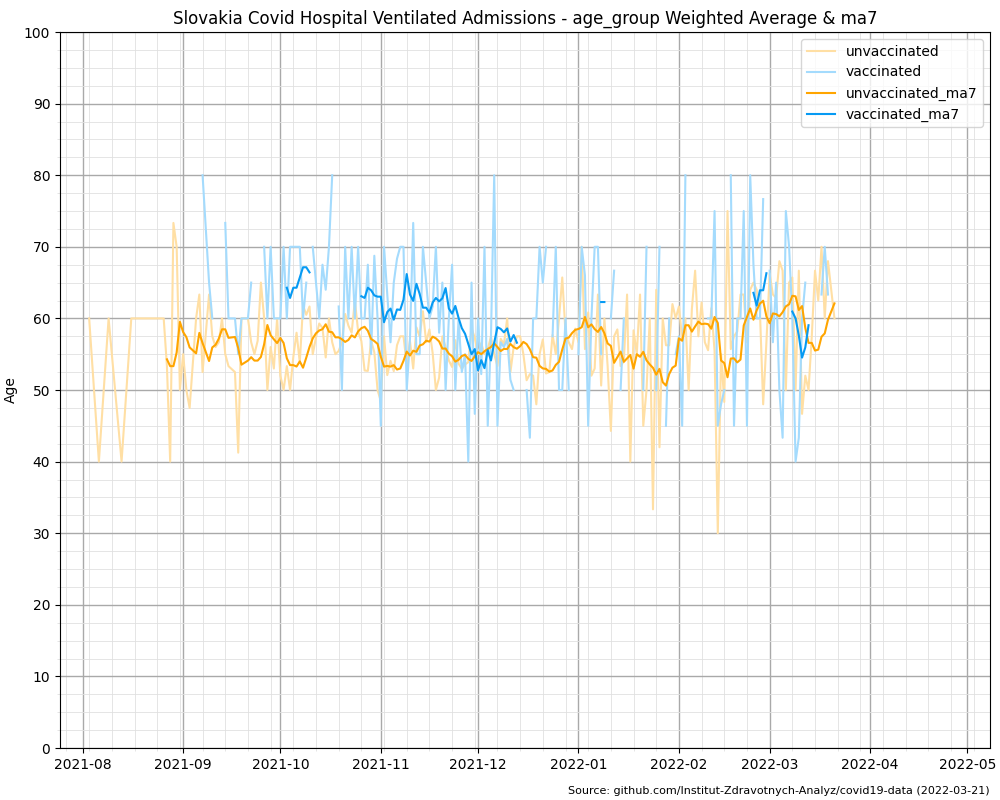 Slovakia Covid Hospital Ventilated Admissions - age_group Weighted Average & ma7
100
90
80
70
60
50
40
30
20
10
0
Age
unvaccinated
vaccinated
unvaccinated_ma7
vaccinated_ma7
2021-08 2021-09 2021-10 2021-11 2021-12 2022-01 2022-02 2022-03 2022-04 2022-05
Source: github.com/Institut-Zdravotnych-Analyz/covid19-data (2022-03-21)